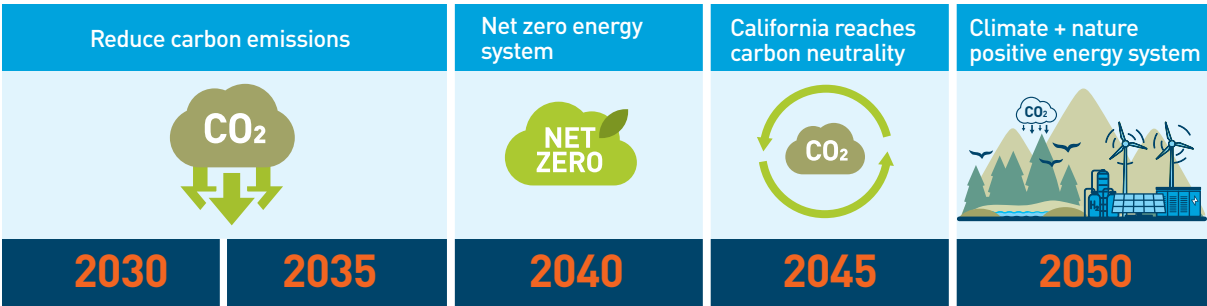 Reduce carbon emissions
Net zero energy
system
California reaches
carbon neutrality
Climate + nature
positive energy system
CO₂
NET
ZERO
CO₂
CO₂
H₂
2030
2035
2040
2045
2050